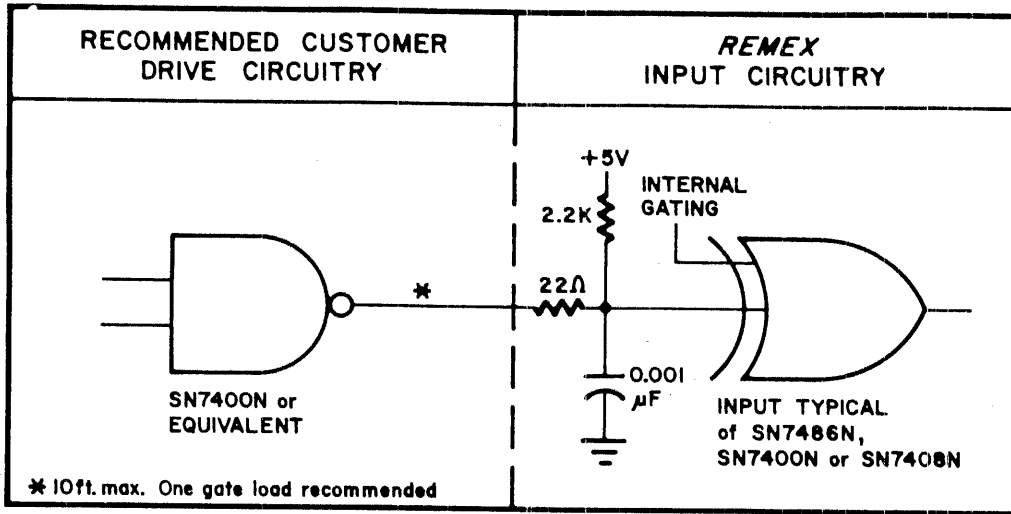 RECOMMENDED CUSTOMER
DRIVE CIRCUITRY
REMEX
INPUT CIRCUITRY
+5V
2.2K
INTERNAL
GATING
22Ω
*
0.001
µF
SN7400N or
EQUIVALENT
INPUT TYPICAL
of SN7486N,
SN7400N or SN7408N
* 10ft. max. One gate load recommended